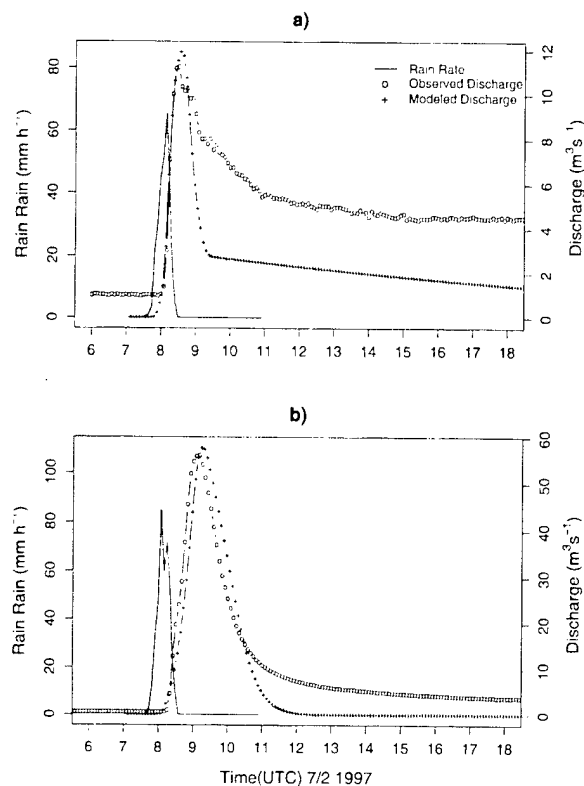 a)
Rain Rate
Observed Discharge
Modeled Discharge
Rain Rain (mm h⁻¹)
80
60
40
20
0
Discharge (m³s⁻¹)
12
10
8
6
4
2
0
6 7 8 9 10 11 12 13 14 15 16 17 18
b)
Rain Rain (mm h⁻¹)
100
80
60
40
20
0
Discharge (m³s⁻¹)
60
50
40
30
20
10
0
6 7 8 9 10 11 12 13 14 15 16 17 18
Time(UTC) 7/2 1997